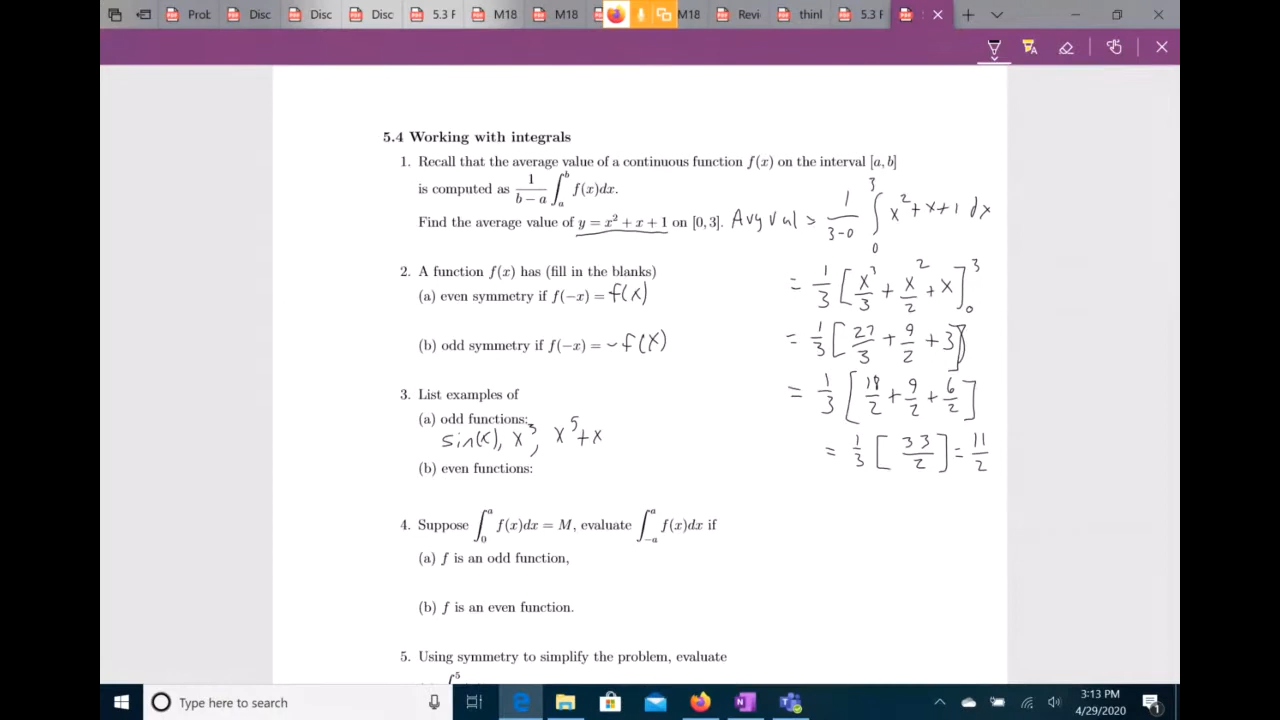 Prob Disc Disc Disc 5.3 F M18 M18 M18 Revi thinl 5.3 F
5.4 Working with integrals
1. Recall that the average value of a continuous function f(x) on the interval [a, b]
is computed as 1/(b − a) ∫_a^b f(x)dx.
Find the average value of y = x² + x + 1 on [0, 3]. Avg Val = 1/(3-0) ∫_0^3 x² + x + 1 dx
= 1/3 [x³/3 + x²/2 + x]_0^3
= 1/3 [27/3 + 9/2 + 3]
= 1/3 [18/2 + 9/2 + 6/2]
= 1/3 [33/2] = 11/2
2. A function f(x) has (fill in the blanks)
(a) even symmetry if f(−x) = f(x)
(b) odd symmetry if f(−x) = -f(x)
3. List examples of
(a) odd functions:
sin(x), x³, x⁵+x
(b) even functions:
4. Suppose ∫_0^a f(x)dx = M, evaluate ∫_{−a}^a f(x)dx if
(a) f is an odd function,
(b) f is an even function.
5. Using symmetry to simplify the problem, evaluate
Type here to search
3:13 PM
4/29/2020